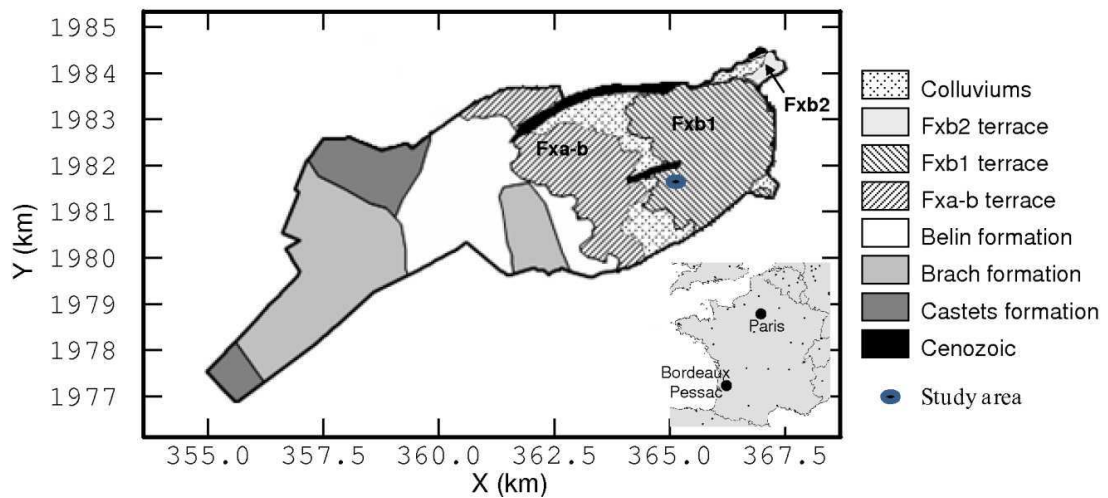 1985
1984
1983
1982
1981
1980
1979
1978
1977
Y (km)
355.0 357.5 360.0 362.5 365.0 367.5
X (km)
Fxa-b
Fxb1
Fxb2
Paris
Bordeaux
Pessac
Colluviums
Fxb2 terrace
Fxb1 terrace
Fxa-b terrace
Belin formation
Brach formation
Castets formation
Cenozoic
Study area